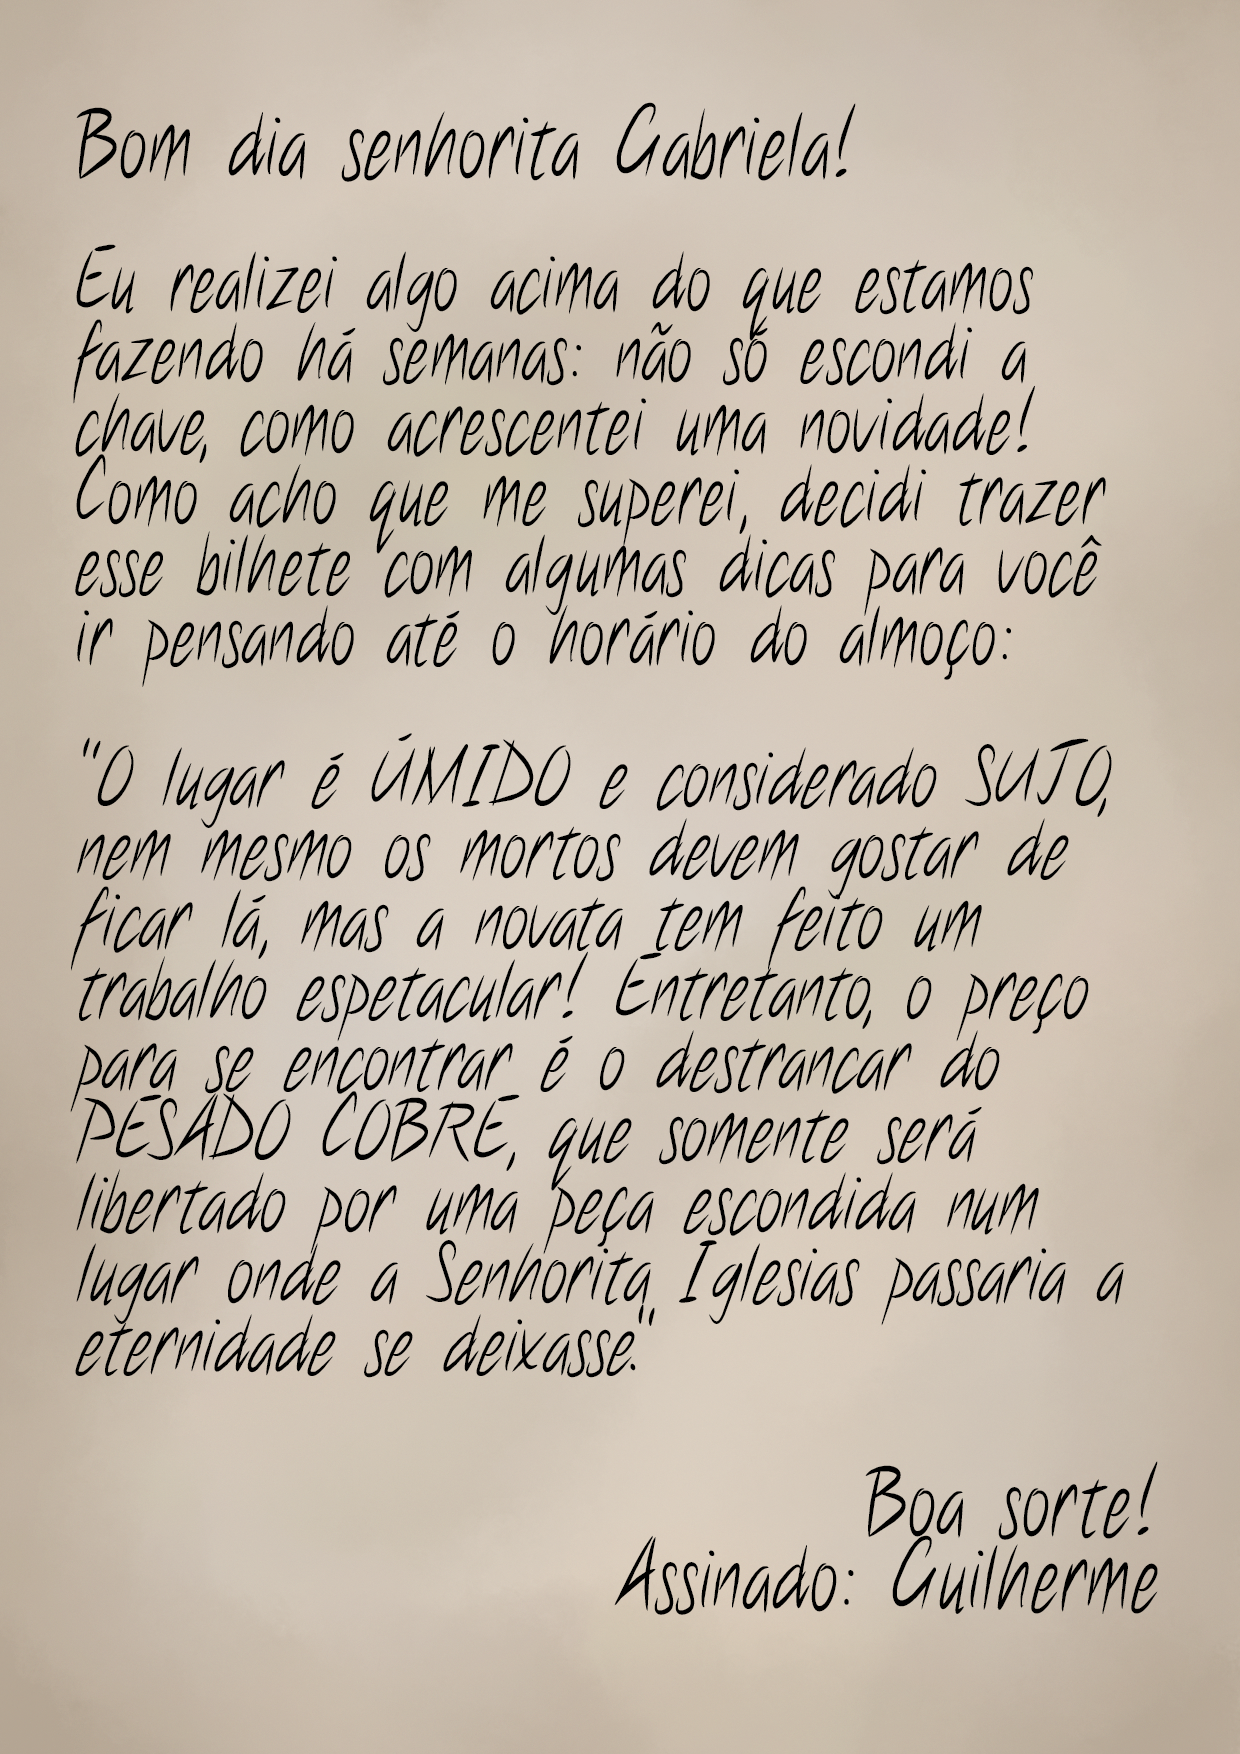 Bom dia senhorita Gabriela!
Eu realizei algo acima do que estamos
fazendo há semanas: não só escondi a
chave, como acrescentei uma novidade!
Como acho que me superei, decidi trazer
esse bilhete com algumas dicas para você
ir pensando até o horário do almoço:
"O lugar é ÚMIDO e considerado SUJO,
nem mesmo os mortos devem gostar de
ficar lá, mas a novata tem feito um
trabalho espetacular! Entretanto, o preço
para se encontrar é o destrancar do
PESADO COBRE, que somente será
libertado por uma peça escondida num
lugar onde a Senhorita Iglesias passaria a
eternidade se deixasse."
Boa sorte!
Assinado: Guilherme